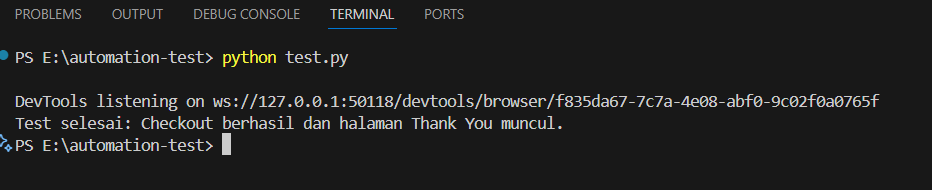 PROBLEMS OUTPUT DEBUG CONSOLE TERMINAL PORTS
PS E:\automation-test> python test.py
DevTools listening on ws://127.0.0.1:50118/devtools/browser/f835da67-7c7a-4e08-abf0-9c02f0a0765f
Test selesai: Checkout berhasil dan halaman Thank You muncul.
PS E:\automation-test>